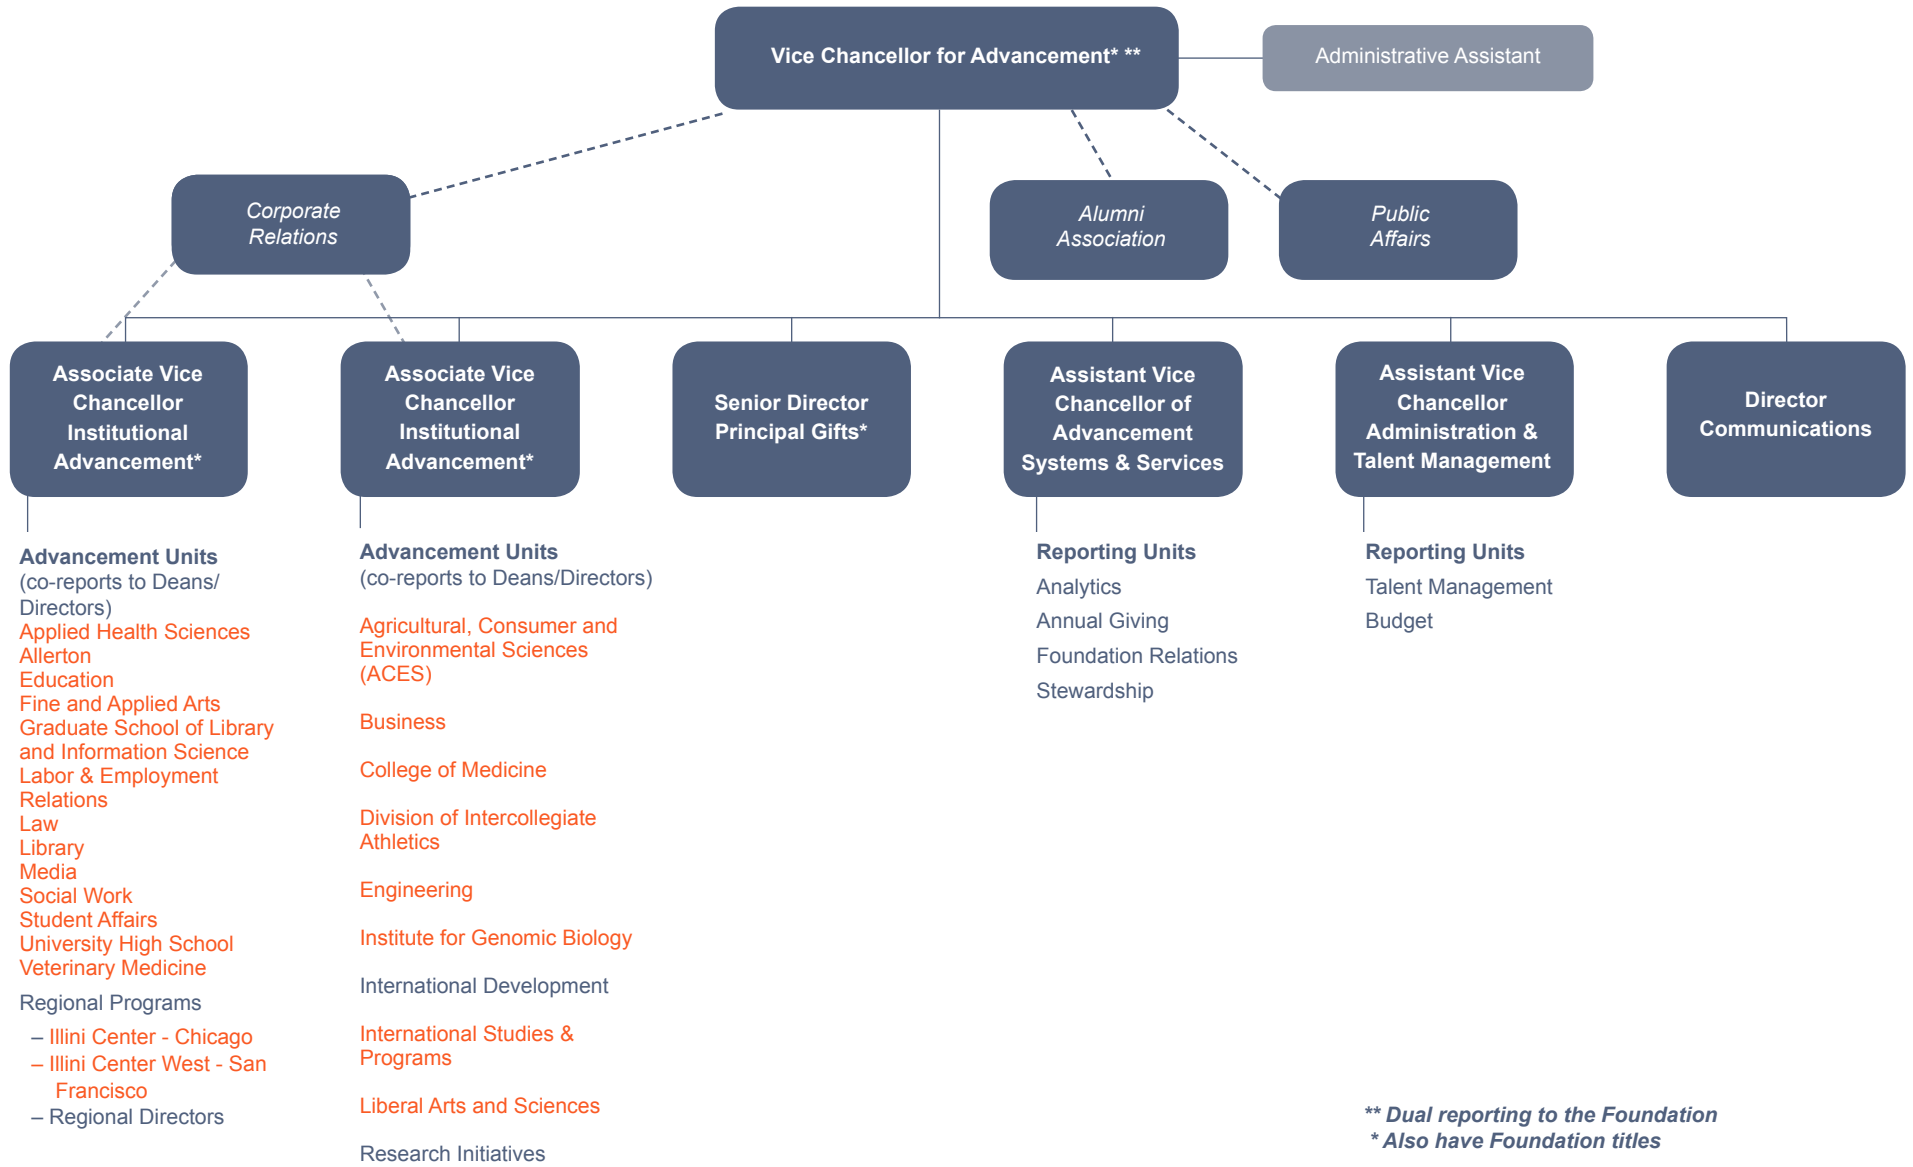 Vice Chancellor for Advancement* **
Administrative Assistant
Corporate
Relations
Alumni
Association
Public
Affairs
Associate Vice
Chancellor
Institutional
Advancement*
Associate Vice
Chancellor
Institutional
Advancement*
Senior Director
Principal Gifts*
Assistant Vice
Chancellor of
Advancement
Systems & Services
Assistant Vice
Chancellor
Administration &
Talent Management
Director
Communications
Advancement Units
(co-reports to Deans/
Directors)
Applied Health Sciences
Allerton
Education
Fine and Applied Arts
Graduate School of Library
and Information Science
Labor & Employment
Relations
Law
Library
Media
Social Work
Student Affairs
University High School
Veterinary Medicine
Regional Programs
– Illini Center - Chicago
– Illini Center West - San
Francisco
– Regional Directors
Advancement Units
(co-reports to Deans/Directors)
Agricultural, Consumer and
Environmental Sciences
(ACES)
Business
College of Medicine
Division of Intercollegiate
Athletics
Engineering
Institute for Genomic Biology
International Development
International Studies &
Programs
Liberal Arts and Sciences
Research Initiatives
Reporting Units
Analytics
Annual Giving
Foundation Relations
Stewardship
Reporting Units
Talent Management
Budget
** Dual reporting to the Foundation
* Also have Foundation titles